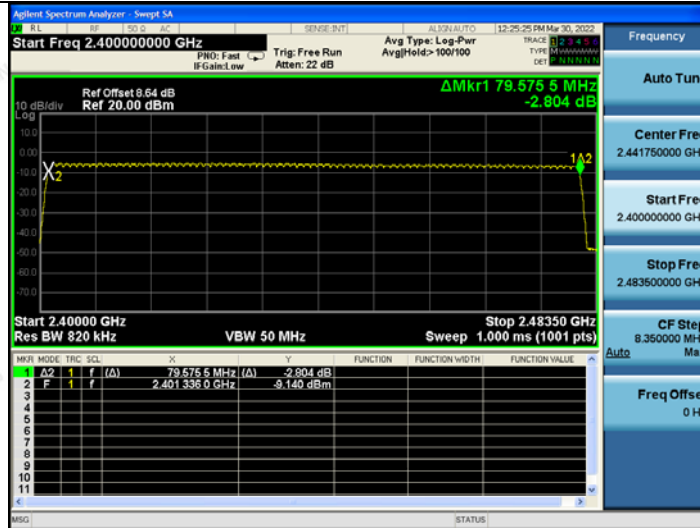 Agilent Spectrum Analyzer - Swept SA
RL RF 50 Ω AC SENSE:INT ALIGN AUTO 12:25:25 PM Mar 30, 2022
Start Freq 2.400000000 GHz
PNO: Fast
IFGain:Low
Trig: Free Run
Atten: 22 dB
Avg Type: Log-Pwr
Avg|Hold:>100/100
TRACE 1 2 3 4 5 6
TYPE
DET P N N N N N
Ref Offset 8.64 dB
Ref 20.00 dBm
ΔMkr1 79.575 5 MHz
-2.804 dB
10 dB/div
Log
10.0
0.00
-10.0
-20.0
-30.0
-40.0
-50.0
-60.0
-70.0
2
1Δ2
Start 2.40000 GHz
Stop 2.48350 GHz
Res BW 820 kHz
VBW 50 MHz
Sweep 1.000 ms (1001 pts)
MKR MODE TRC SCL X Y FUNCTION FUNCTION WIDTH FUNCTION VALUE
1 Δ2 1 f (Δ) 79.575 5 MHz (Δ) -2.804 dB
2 F 1 f 2.401 336 0 GHz -9.140 dBm
3
4
5
6
7
8
9
10
11
MSG
STATUS
Frequency
Auto Tun
Center Fre
2.441750000 GH
Start Fre
2.400000000 GH
Stop Fre
2.483500000 GH
CF Step
8.350000 MH
Auto Ma
Freq Offse
0 H